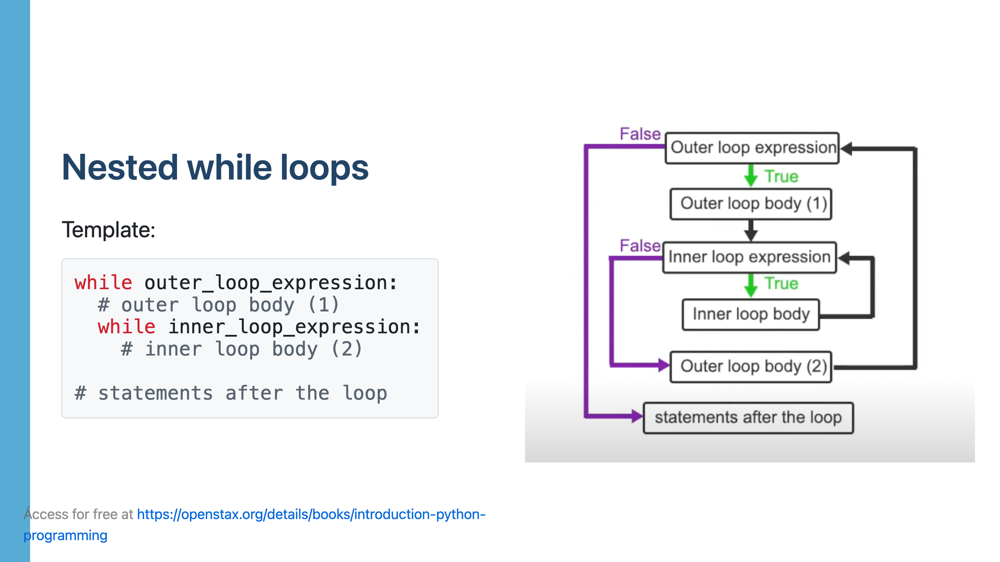 Nested while loops
Template:
while outer_loop_expression:
  # outer loop body (1)
  while inner_loop_expression:
    # inner loop body (2)

# statements after the loop
False
Outer loop expression
True
Outer loop body (1)
False
Inner loop expression
True
Inner loop body
Outer loop body (2)
statements after the loop
Áccess for free at https://openstax.org/details/books/introduction-python-
programming